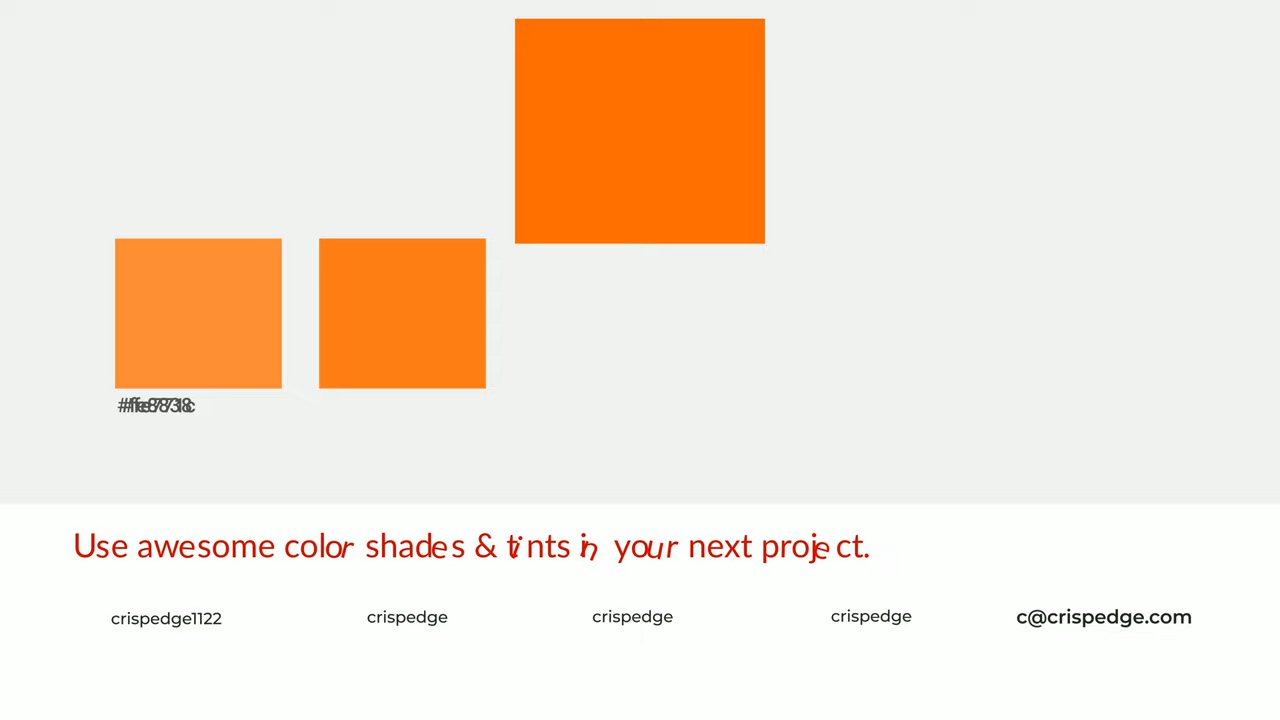 Use awesome color shades & tints in your next project.
crispedge1122 crispedge crispedge crispedge c@crispedge.com